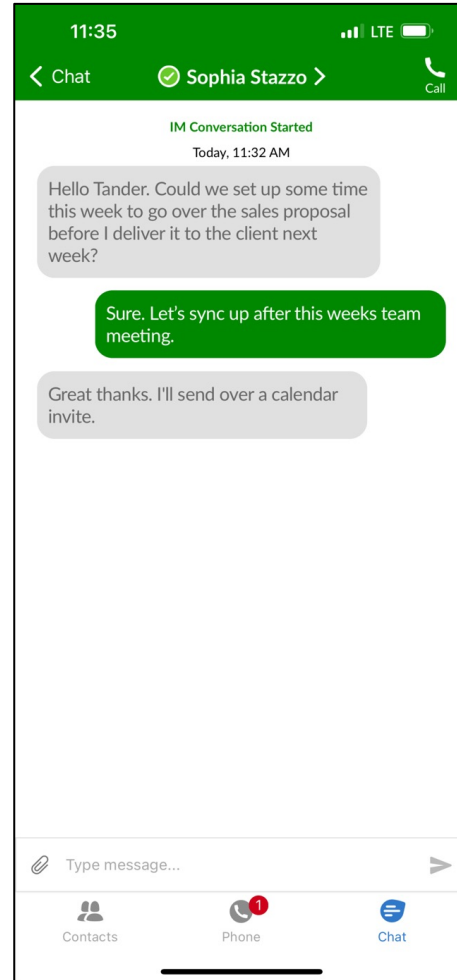 11:35
LTE
Chat
Sophia Stazzo
Call
IM Conversation Started
Today, 11:32 AM
Hello Tander. Could we set up some time
this week to go over the sales proposal
before I deliver it to the client next
week?
Sure. Let’s sync up after this weeks team
meeting.
Great thanks. I'll send over a calendar
invite.
Type message...
1
Contacts
Phone
Chat